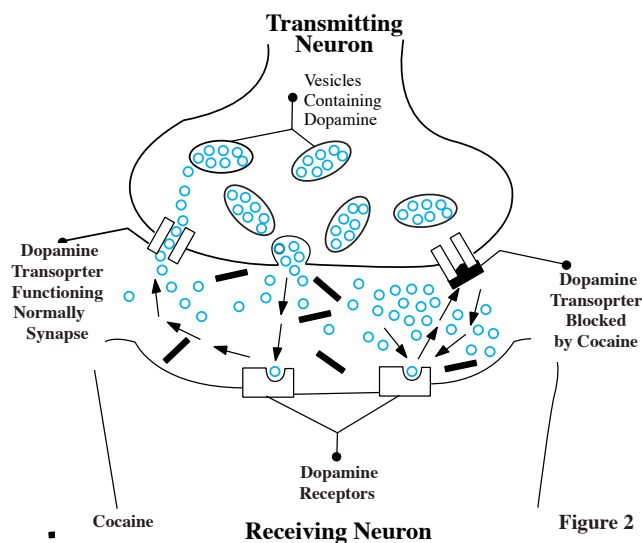 Transmitting
Neuron
Vesicles
Containing
Dopamine
Dopamine
Transoprter
Functioning
Normally
Synapse
Dopamine
Transoprter
Blocked
by Cocaine
Dopamine
Receptors
Cocaine
Receiving Neuron
Figure 2